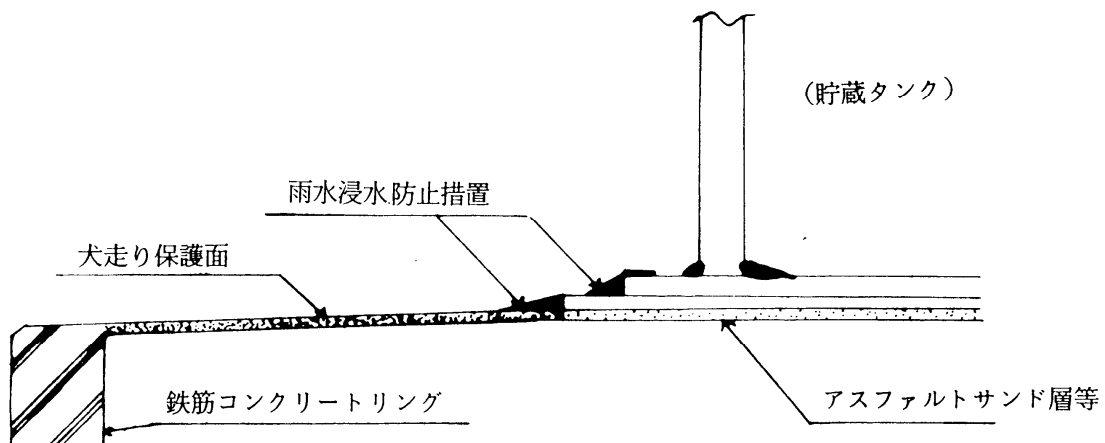 (貯蔵タンク)
雨水浸水防止措置
犬走り保護面
アスファルトサンド層等
鉄筋コンクリートリング